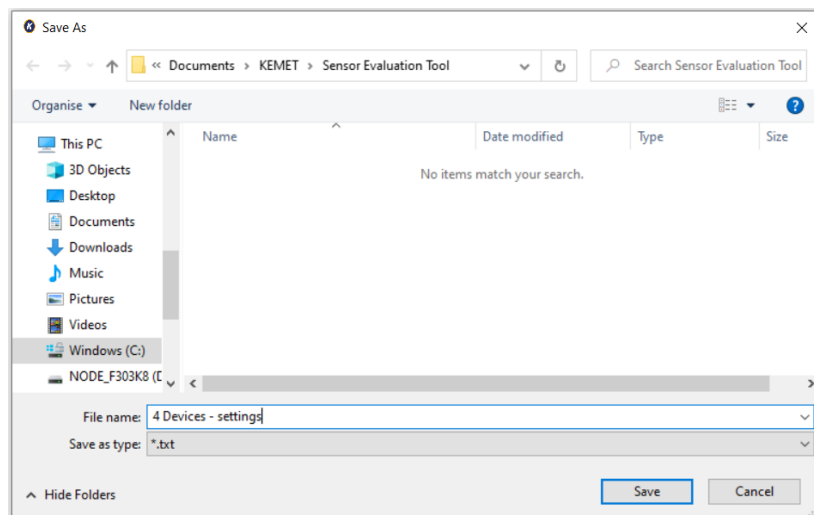 Save As
« Documents › KEMET › Sensor Evaluation Tool
Search Sensor Evaluation Tool
Organise
New folder
Name
Date modified
Type
Size
No items match your search.
This PC
3D Objects
Desktop
Documents
Downloads
Music
Pictures
Videos
Windows (C:)
NODE_F303K8 (D
File name: 4 Devices - settings
Save as type: *.txt
Hide Folders
Save
Cancel